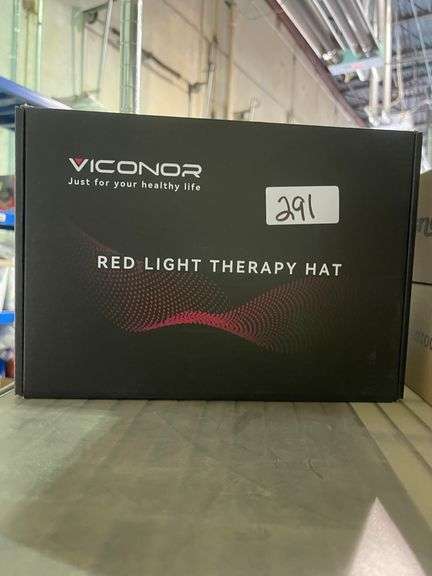 VICONOR
Just for your healthy life
291
RED LIGHT THERAPY HAT